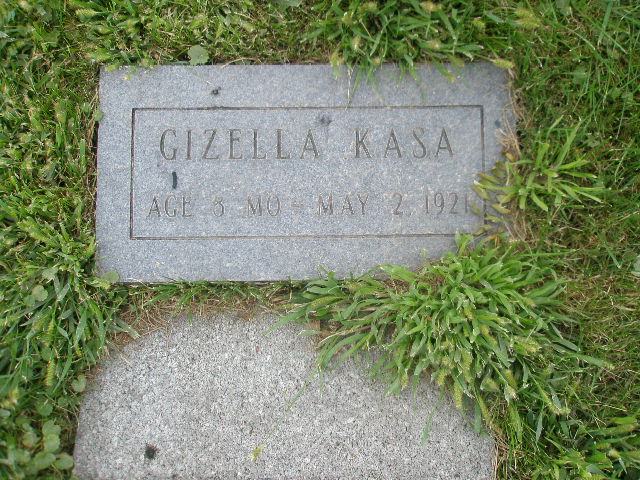 GIZELLA KASA
AGE 8 MO - MAY 2 1921